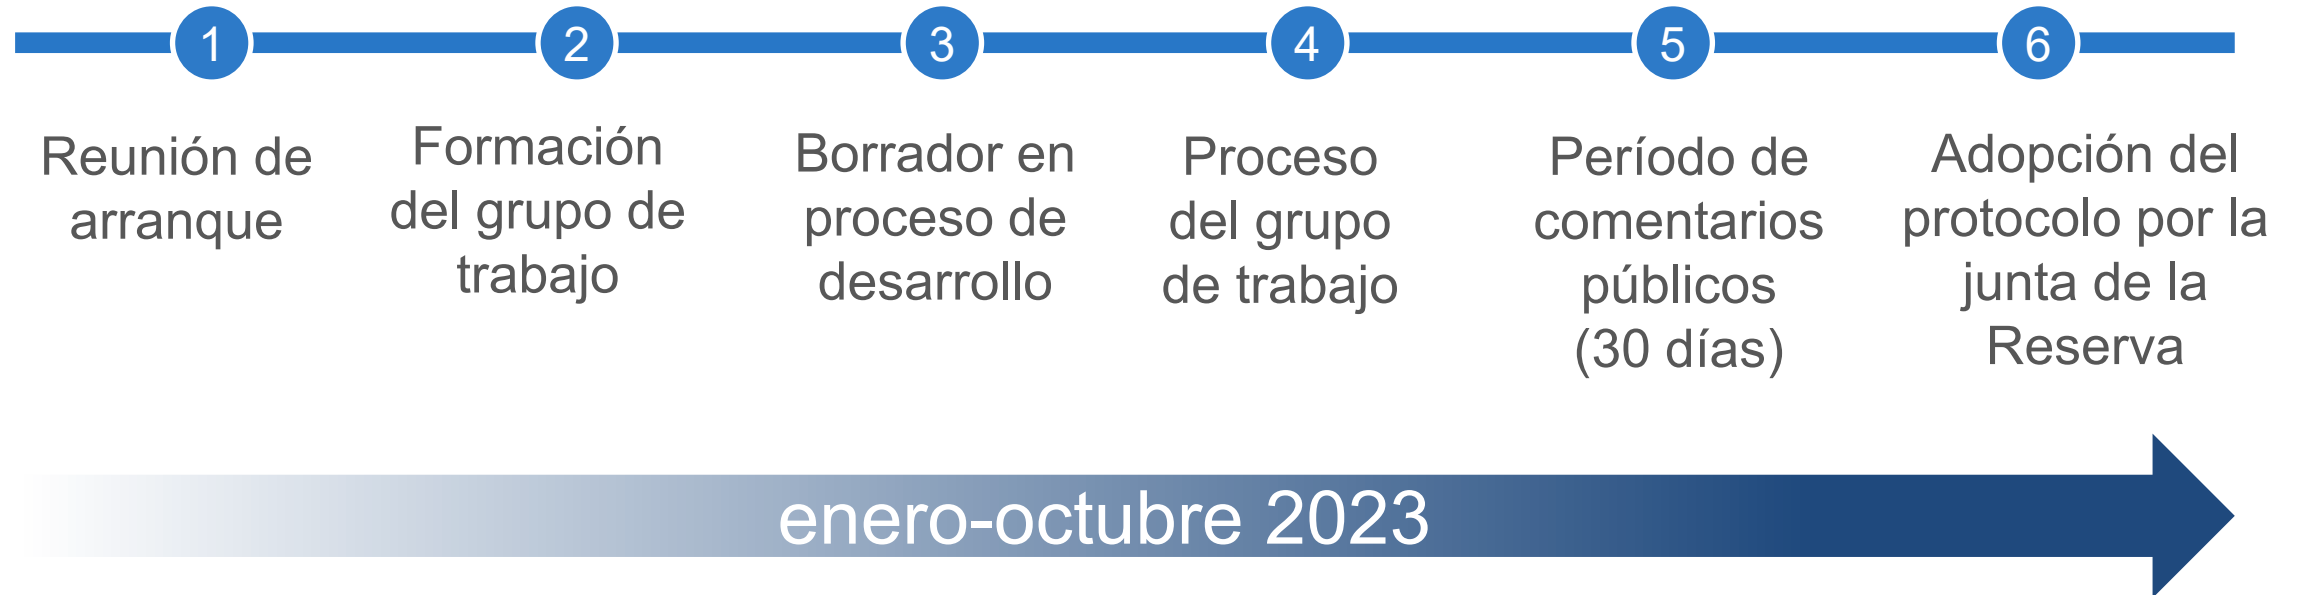 1
2
3
4
5
6
Reunión de
arranque
Formación
del grupo de
trabajo
Borrador en
proceso de
desarrollo
Proceso
del grupo
de trabajo
Período de
comentarios
públicos
(30 días)
Adopción del
protocolo por la
junta de la
Reserva
enero-octubre 2023